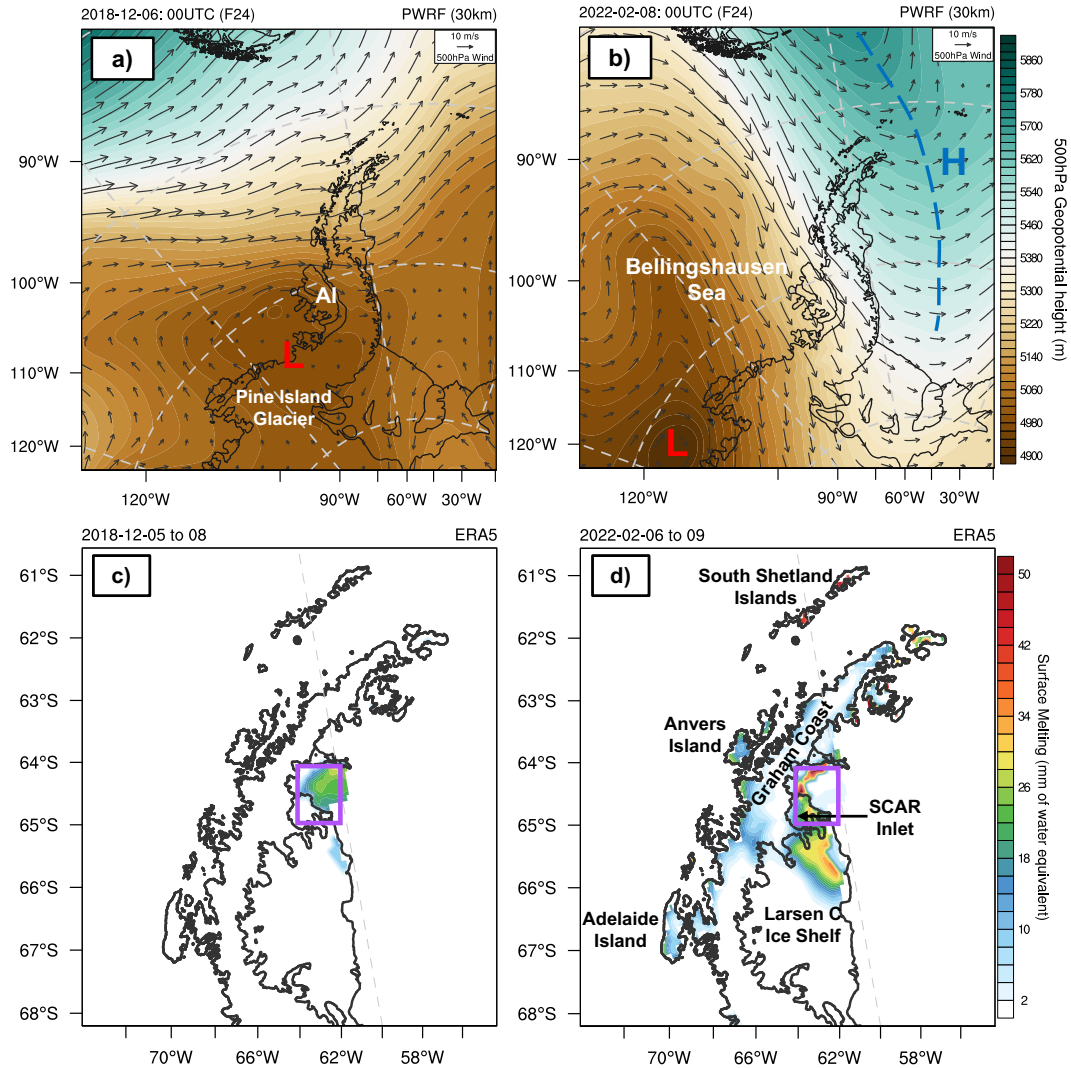 2018-12-06: 00UTC (F24) PWRF (30km)
a)
10 m/s
500hPa Wind
90°W
100°W
110°W
120°W
AI
L
Pine Island
Glacier
120°W 90°W 60°W 30°W
2022-02-08: 00UTC (F24) PWRF (30km)
b)
10 m/s
500hPa Wind
90°W
100°W
110°W
120°W
H
Bellingshausen
Sea
L
120°W 90°W 60°W 30°W
5860
5780
5700
5620
5540
5460
5380
5300
5220
5140
5060
4980
4900
500hPa Geopotential height (m)
2018-12-05 to 08 ERA5
c)
61°S
62°S
63°S
64°S
65°S
66°S
67°S
68°S
70°W 66°W 62°W 58°W
2022-02-06 to 09 ERA5
d)
61°S
62°S
63°S
64°S
65°S
66°S
67°S
68°S
South Shetland
Islands
Anvers
Island
Graham Coast
SCAR
Inlet
Larsen C
Ice Shelf
Adelaide
Island
70°W 66°W 62°W 58°W
50
42
34
26
18
10
2
Surface Melting (mm of water equivalent)